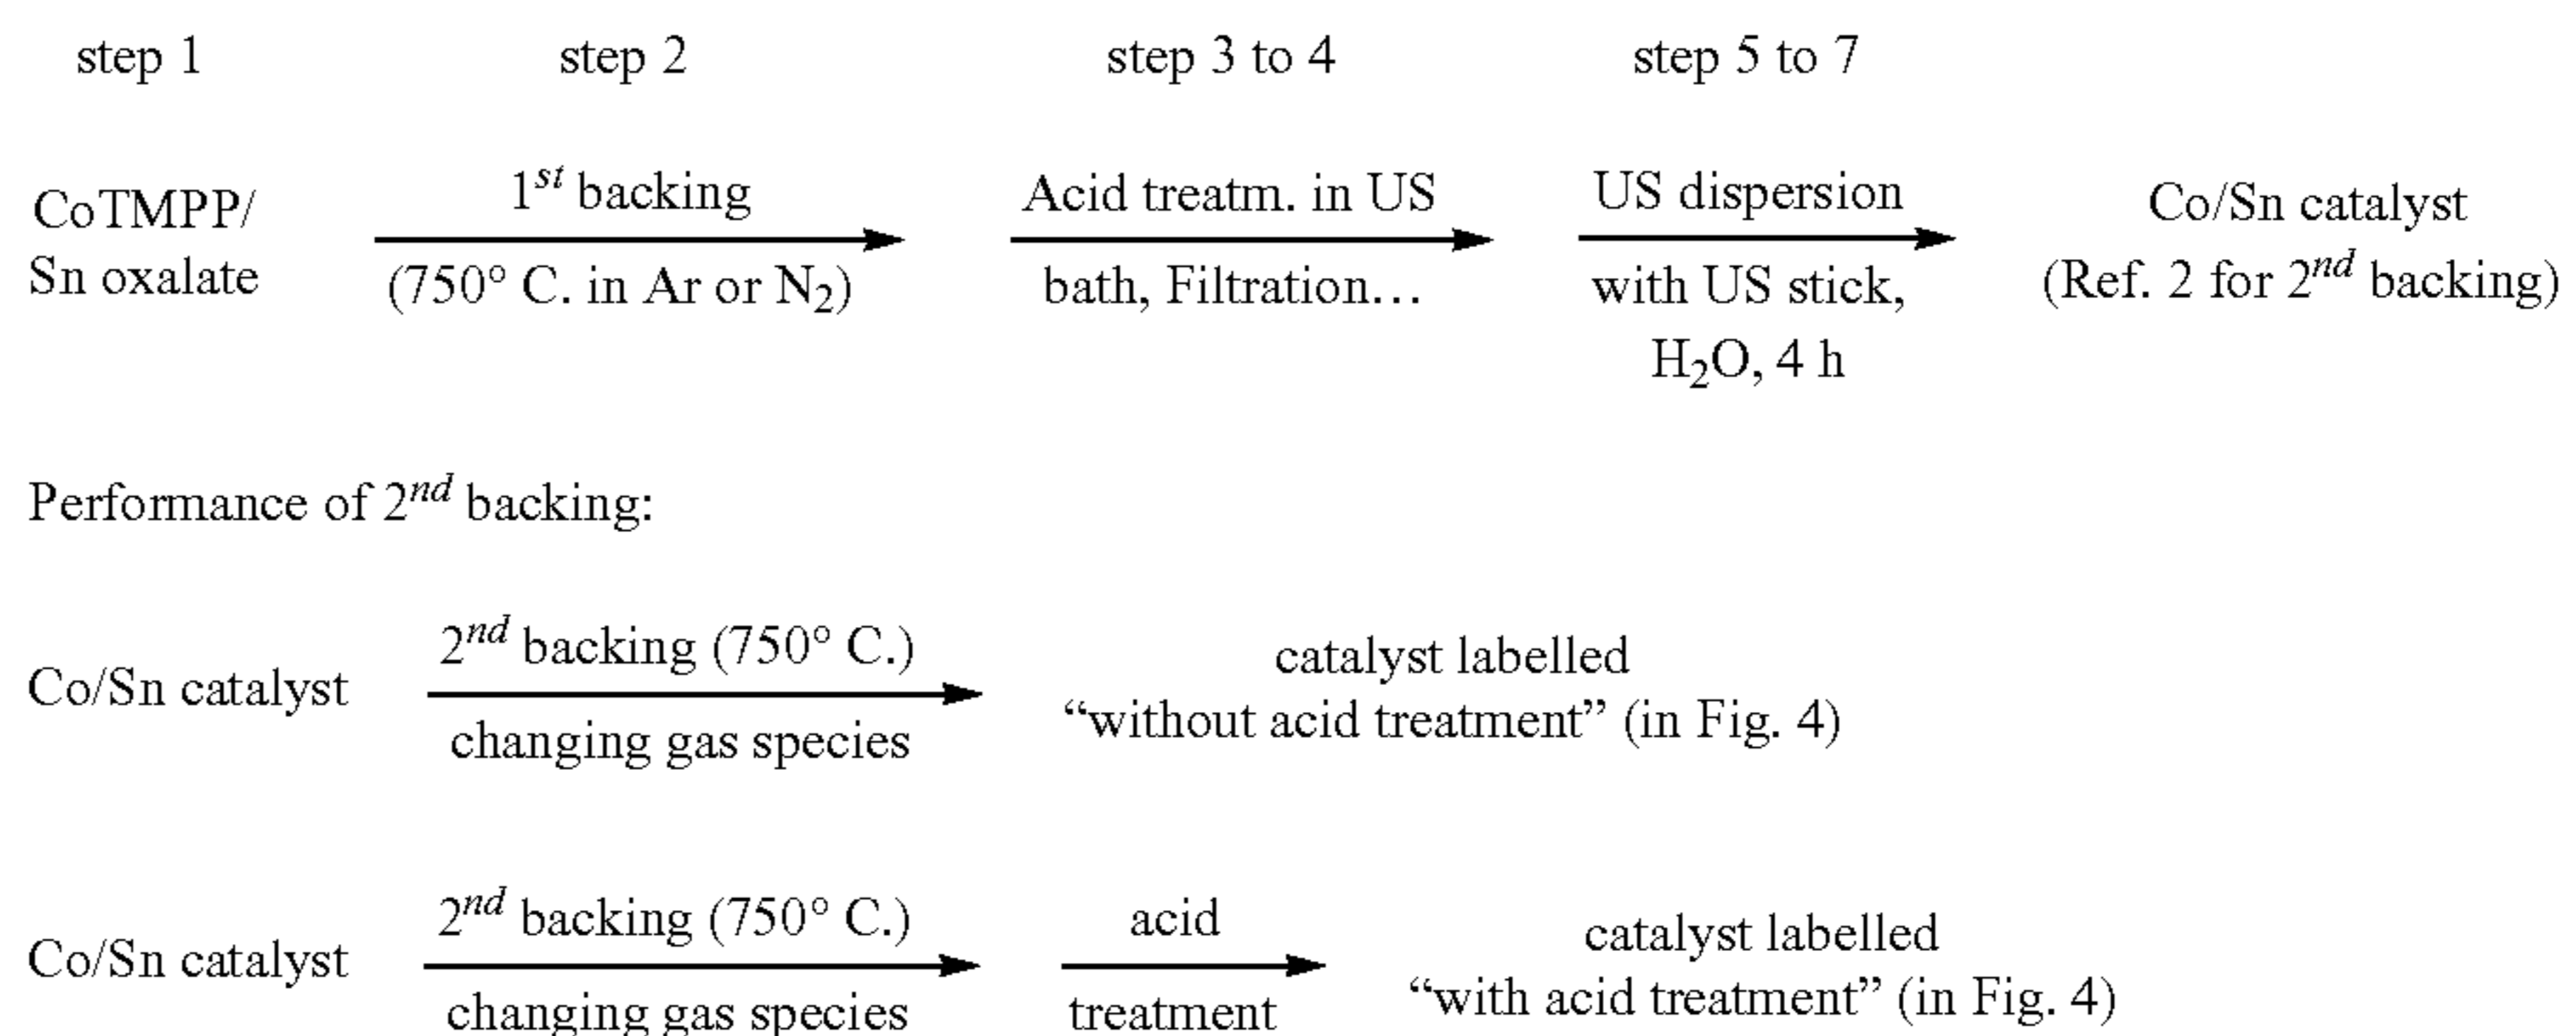 step 1 step 2 step 3 to 4 step 5 to 7
CoTMPP/ 1st backing Acid treatm. in US US dispersion Co/Sn catalyst
Sn oxalate (750° C. in Ar or N2) bath, Filtration… with US stick, (Ref. 2 for 2nd backing)
H2O, 4 h
Performance of 2nd backing:
Co/Sn catalyst 2nd backing (750° C.) catalyst labelled
changing gas species “without acid treatment” (in Fig. 4)
Co/Sn catalyst 2nd backing (750° C.) acid catalyst labelled
changing gas species treatment “with acid treatment” (in Fig. 4)